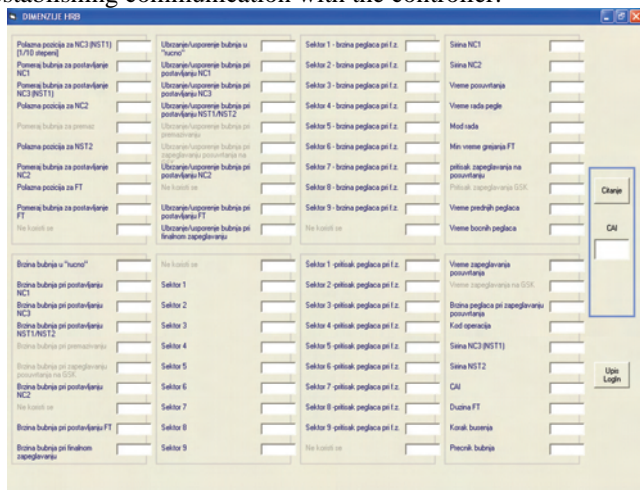 establishing communication with the controller.
DIMENZIJE HRB
Polazna pozicija za NC3 (NST1)
[1/10 stepeni]
Pomeraj bubnja za postavljanje
NC1
Pomeraj bubnja za postavljanje
NC3 (NST1)
Polazna pozicija za NC2
Pomeraj bubnja za premaz
Polazna pozicija za NST2
Pomeraj bubnja za postavljanje
NC2
Polazna pozicija za FT
Pomeraj bubnja za postavljanje
FT
Ne koristi se
Ubrzanje/usporenje bubnja u
"rucno"
Ubrzanje/usporenje bubnja pri
postavljanju NC1
Ubrzanje/usporenje bubnja pri
postavljanju NC3
Ubrzanje/usporenje bubnja pri
postavljanju NST1/NST2
Ubrzanje/usporenje bubnja pri
premazivanju
Ubrzanje/usporenje bubnja pri
zapeglavanju posuvrtanja na
Ubrzanje/usporenje bubnja pri
postavljanju NC2
Ne koristi se
Ubrzanje/usporenje bubnja pri
postavljanju FT
Ubrzanje/usporenje bubnja pri
finalnom zapeglavanju
Sektor 1 - brzina peglaca pri f.z.
Sektor 2 - brzina peglaca pri f.z.
Sektor 3 - brzina peglaca pri f.z.
Sektor 4 - brzina peglaca pri f.z.
Sektor 5 - brzina peglaca pri f.z.
Sektor 6 - brzina peglaca pri f.z.
Sektor 7 - brzina peglaca pri f.z.
Sektor 8 - brzina peglaca pri f.z.
Sektor 9 - brzina peglaca pri f.z.
Ne koristi se
Sirina NC1
Sirina NC2
Vreme posuvrtanja
Vreme rada pegle
Mod rada
Min vreme grejanja FT
pritisak zapeglavanja na
posuvrtanja
Pritisak zapeglavanja GSK
Vreme prednjih peglaca
Vreme bocnih peglaca
Citanje
CAI
Brzina bubnja u "rucno"
Brzina bubnja pri postavljanju
NC1
Brzina bubnja pri postavljanju
NC3
Brzina bubnja pri postavljanju
NST1/NST2
Brzina bubnja pri premazivanju
Brzina bubnja pri zapeglavanju
posuvrtanja na GSK
Brzina bubnja pri postavljanju
NC2
Ne koristi se
Brzina bubnja pri postavljanju FT
Brzina bubnja pri finalnom
zapeglavanju
Ne koristi se
Sektor 1
Sektor 2
Sektor 3
Sektor 4
Sektor 5
Sektor 6
Sektor 7
Sektor 8
Sektor 9
Sektor 1 -pritisak peglaca pri f.z.
Sektor 2 -pritisak peglaca pri f.z.
Sektor 3 -pritisak peglaca pri f.z.
Sektor 4 -pritisak peglaca pri f.z.
Sektor 5 -pritisak peglaca pri f.z.
Sektor 6 -pritisak peglaca pri f.z.
Sektor 7 -pritisak peglaca pri f.z.
Sektor 8 -pritisak peglaca pri f.z.
Sektor 9 -pritisak peglaca pri f.z.
Ne koristi se
Vreme zapeglavanja
posuvrtanja
Vreme zapeglavanja na GSK
Brzina peglaca pri zapeglavanju
posuvrtanja
Kod operacija
Sirina NC3 (NST1)
Sirina NST2
CAI
Duzina FT
Korak busenja
Precnik bubnja
Upis
LogIn